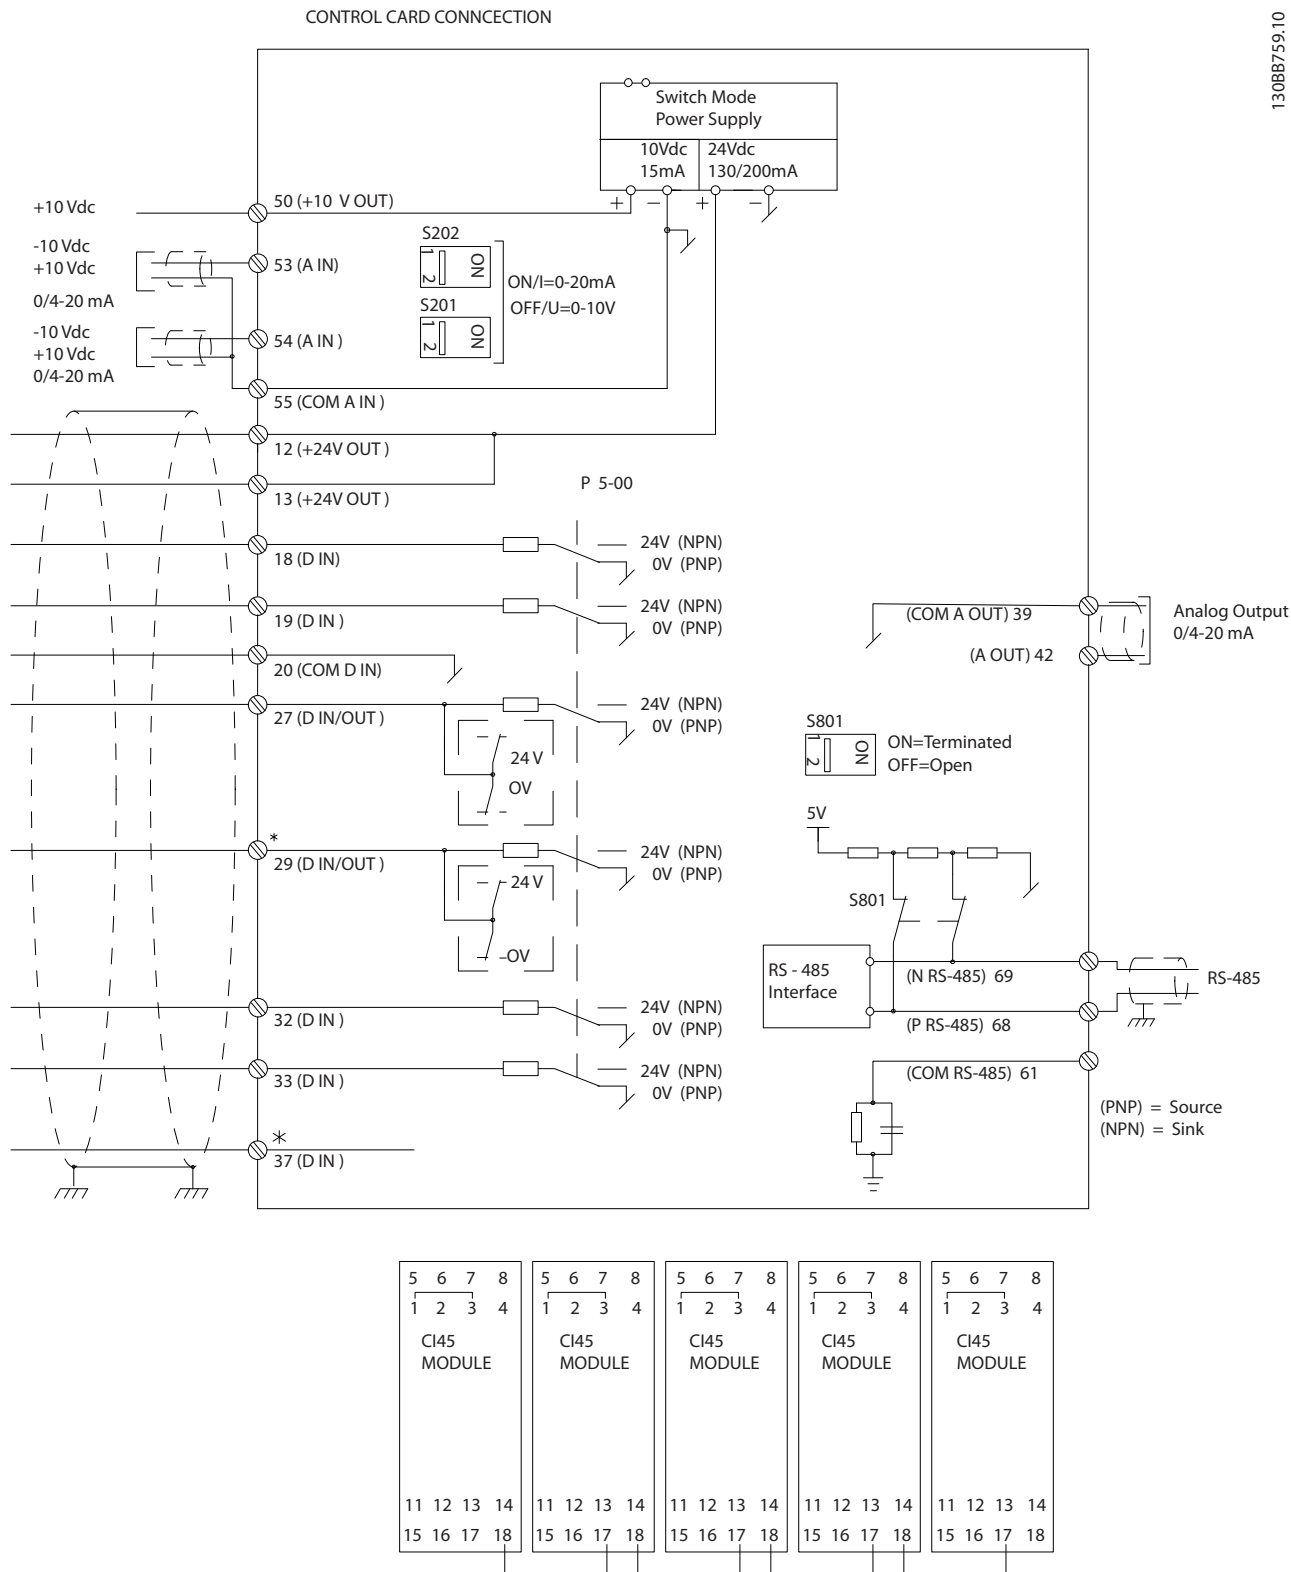 CONTROL CARD CONNCECTION
130BB759.10
Switch Mode
Power Supply
10Vdc
15mA
24Vdc
130/200mA
+ − + −
+10 Vdc
50 (+10 V OUT)
-10 Vdc
+10 Vdc
0/4-20 mA
53 (A IN)
S202
1 2 ON
ON/I=0-20mA
OFF/U=0-10V
S201
1 2 ON
-10 Vdc
+10 Vdc
0/4-20 mA
54 (A IN )
55 (COM A IN )
12 (+24V OUT )
13 (+24V OUT )
P 5-00
18 (D IN)
24V (NPN)
0V (PNP)
19 (D IN )
24V (NPN)
0V (PNP)
(COM A OUT) 39
Analog Output
0/4-20 mA
(A OUT) 42
20 (COM D IN)
27 (D IN/OUT )
24V (NPN)
0V (PNP)
24 V
OV
S801
1 2 ON
ON=Terminated
OFF=Open
5V
*
29 (D IN/OUT )
24V (NPN)
0V (PNP)
24 V
OV
S801
RS - 485
Interface
(N RS-485) 69
RS-485
(P RS-485) 68
32 (D IN )
24V (NPN)
0V (PNP)
33 (D IN )
24V (NPN)
0V (PNP)
(COM RS-485) 61
(PNP) = Source
(NPN) = Sink
*
37 (D IN )
5 6 7 8
1 2 3 4
CI45
MODULE
11 12 13 14
15 16 17 18
5 6 7 8
1 2 3 4
CI45
MODULE
11 12 13 14
15 16 17 18
5 6 7 8
1 2 3 4
CI45
MODULE
11 12 13 14
15 16 17 18
5 6 7 8
1 2 3 4
CI45
MODULE
11 12 13 14
15 16 17 18
5 6 7 8
1 2 3 4
CI45
MODULE
11 12 13 14
15 16 17 18